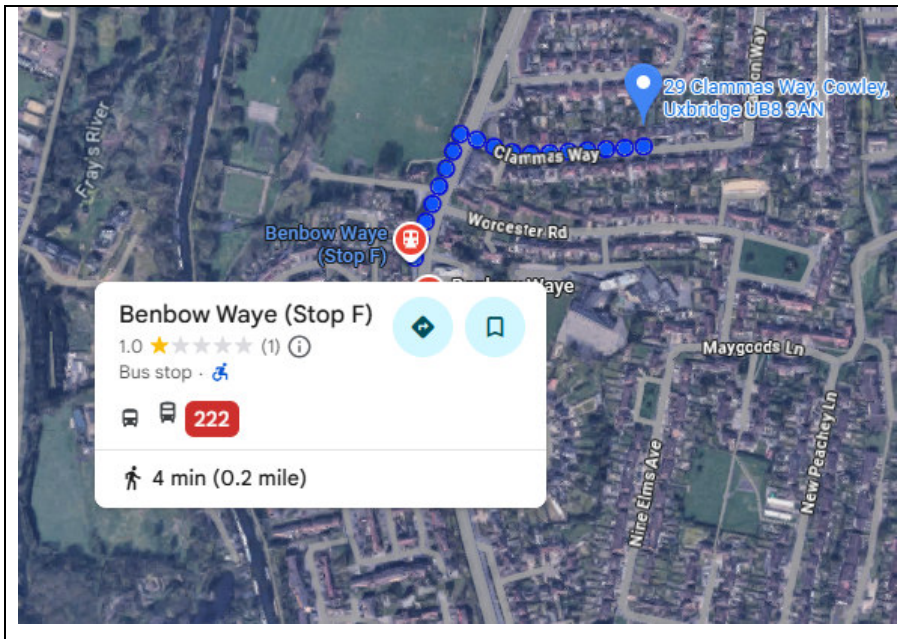 29 Clammas Way, Cowley,
Uxbridge UB8 3AN
Fray's River
Clammas Way
Worcester Rd
Benbow Waye
(Stop F)
Benbow Waye (Stop F)
1.0 (1)
Bus stop ·
222
4 min (0.2 mile)
Maygoods Ln
Nine Elms Ave
New Peachey Ln